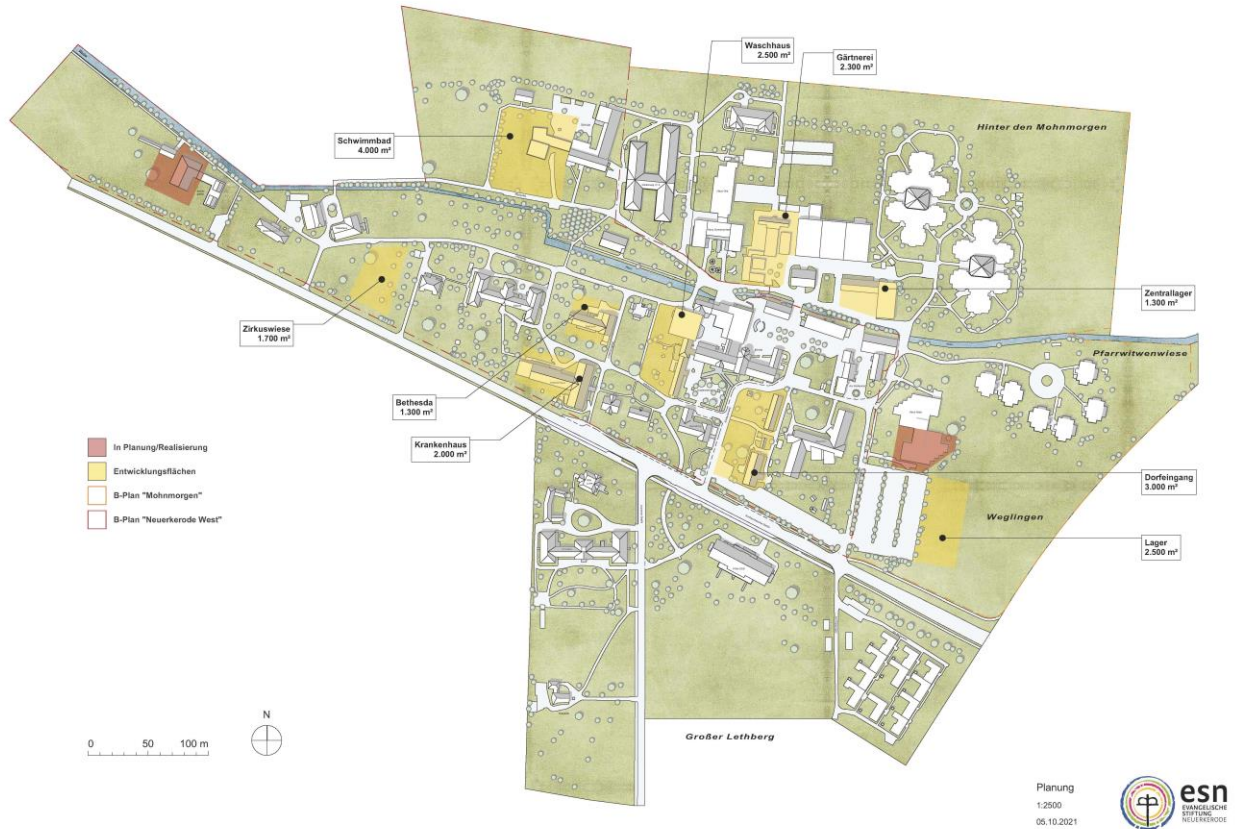 Waschhaus
2.500 m²
Gärtnerei
2.300 m²
Hinter den Mohnmorgen
Schwimmbad
4.000 m²
Zentrallager
1.300 m²
Zirkuswiese
1.700 m²
Pfarrwitwenwiese
Bethesda
1.300 m²
Krankenhaus
2.000 m²
In Planung/Realisierung
Entwicklungsflächen
B-Plan "Mohnmorgen"
B-Plan "Neuerkerode West"
Dorfeingang
3.000 m²
Weglingen
Lager
2.500 m²
N
0 50 100 m
Großer Lethberg
Planung
1:2500
05.10.2021
esn
EVANGELISCHE
STIFTUNG
NEUERKERODE